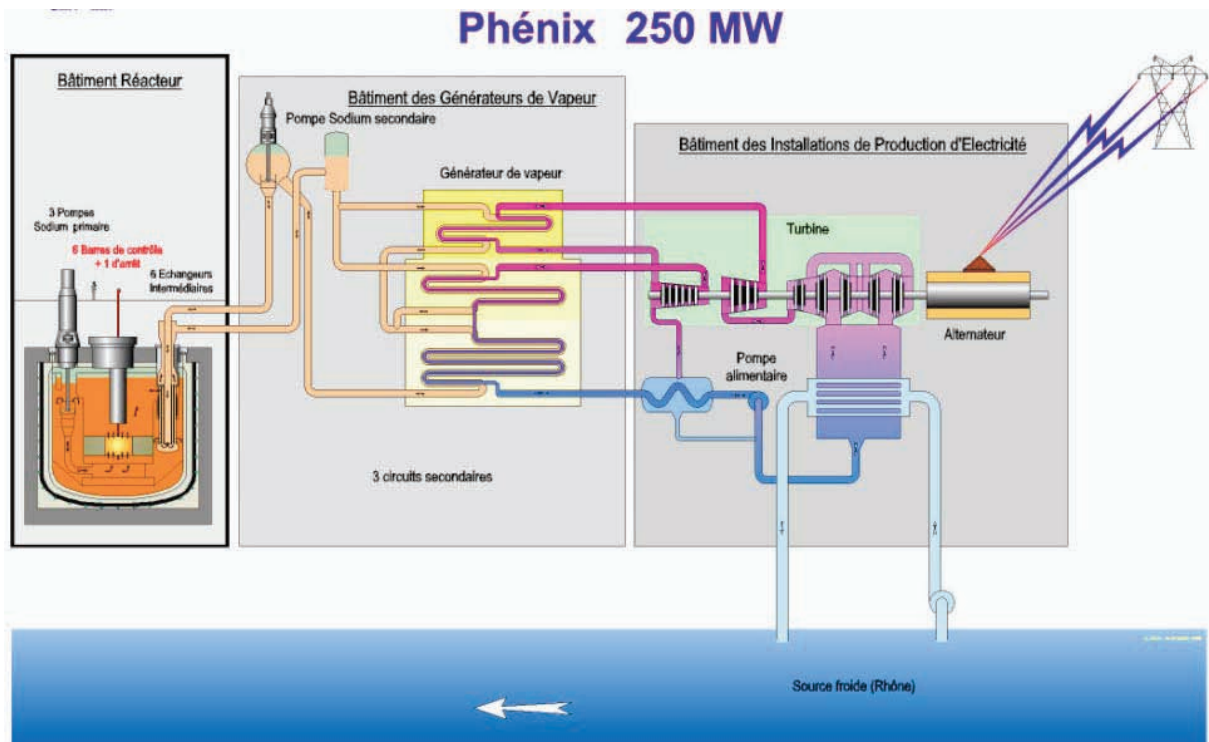 Phénix 250 MW
Bâtiment Réacteur
3 Pompes
Sodium primaire
6 Barres de contrôle
+ 1 d'arrêt
6 Echangeurs
Intermédiaires
Bâtiment des Générateurs de Vapeur
Pompe Sodium secondaire
Générateur de vapeur
3 circuits secondaires
Bâtiment des Installations de Production d'Electricité
Turbine
Alternateur
Pompe
alimentaire
Source froide (Rhône)